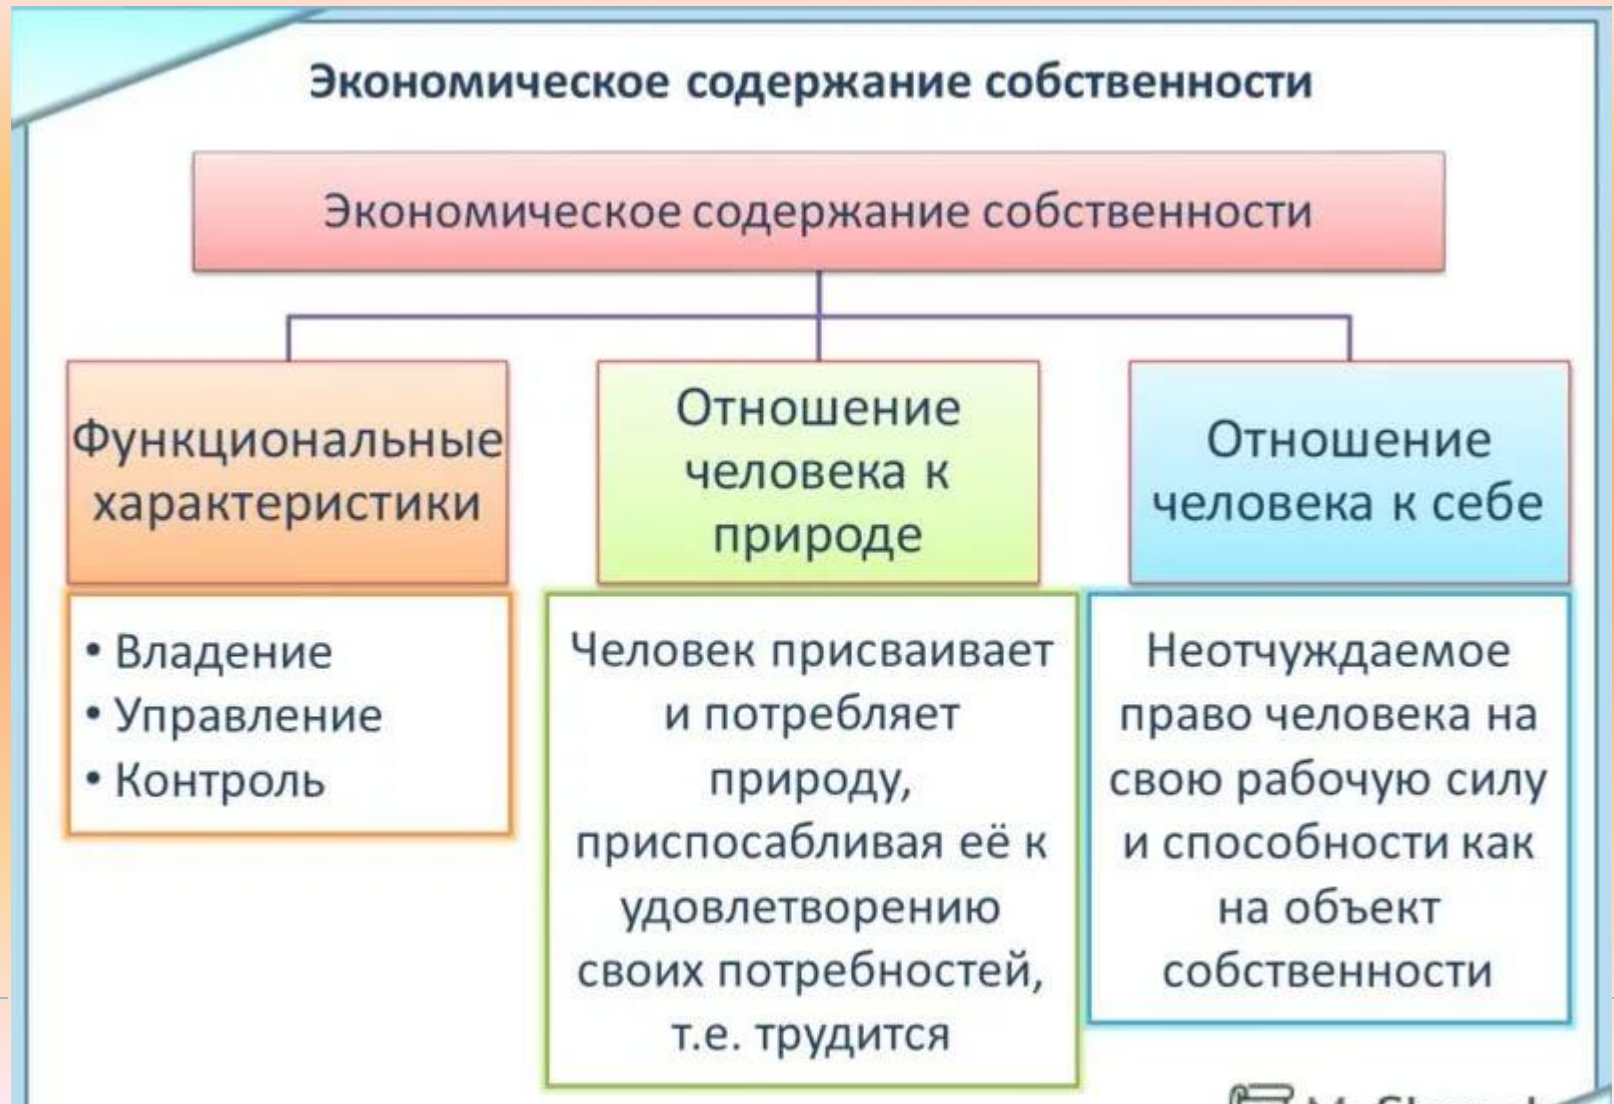 Экономическое содержание собственности
Экономическое содержание собственности
Функциональные
характеристики
• Владение
• Управление
• Контроль
Отношение
человека к
природе
Человек присваивает
и потребляет
природу,
приспосабливая её к
удовлетворению
своих потребностей,
т.е. трудится
Отношение
человека к себе
Неотчуждаемое
право человека на
свою рабочую силу
и способности как
на объект
собственности